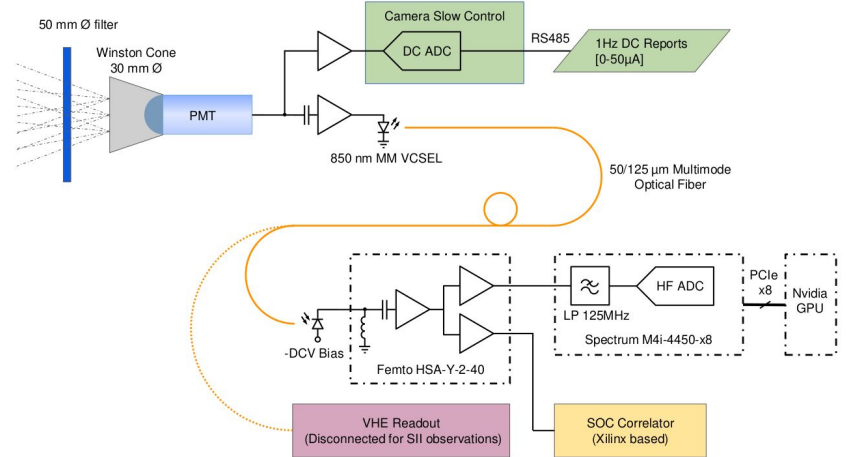 50 mm Ø filter
Winston Cone
30 mm Ø
PMT
Camera Slow Control
DC ADC
RS485
1Hz DC Reports
[0-50µA]
850 nm MM VCSEL
50/125 µm Multimode
Optical Fiber
LP 125MHz
HF ADC
PCIe
x8
Nvidia
GPU
-DCV Bias
Femto HSA-Y-2-40
Spectrum M4i-4450-x8
VHE Readout
(Disconnected for SII observations)
SOC Correlator
(Xilinx based)